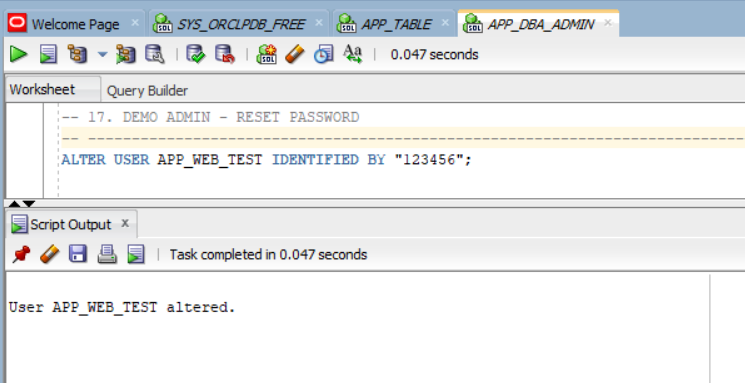 Welcome Page × SYS_ORCLPDB_FREE × APP_TABLE × APP_DBA_ADMIN ×
0.047 seconds
Worksheet Query Builder
-- 17. DEMO ADMIN - RESET PASSWORD
-- --------------------------------------------------------------------------
ALTER USER APP_WEB_TEST IDENTIFIED BY "123456";
Script Output ×
Task completed in 0.047 seconds
User APP_WEB_TEST altered.